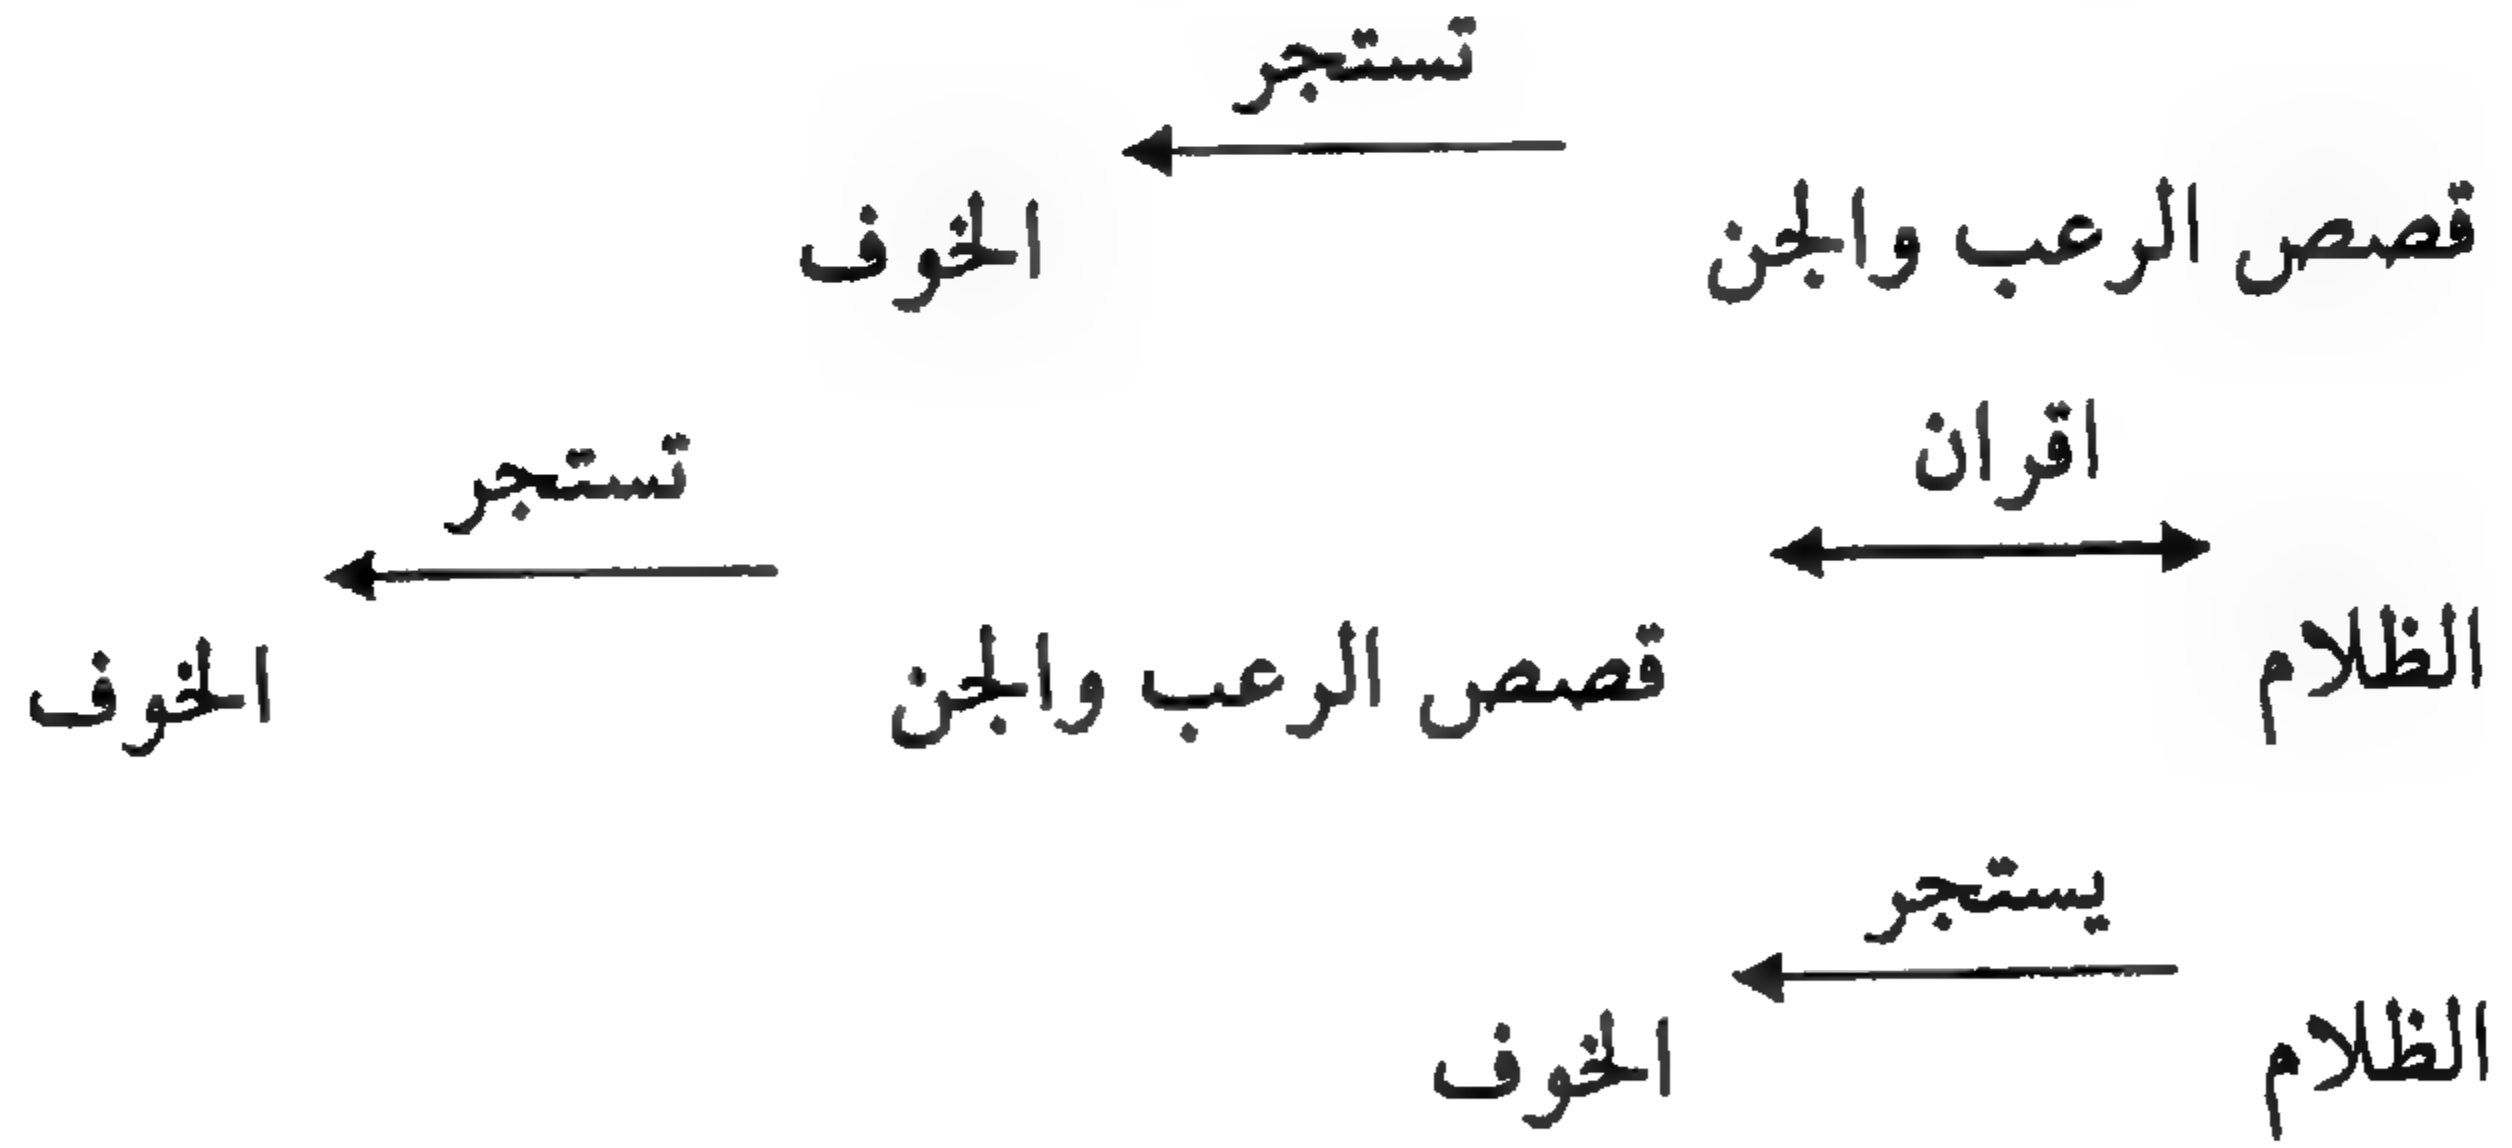 تستجر
قصص الرعب والجن الخوف
اقران
تستجر
الظلام قصص الرعب والجن الخوف
يستجر
الظلام الخوف